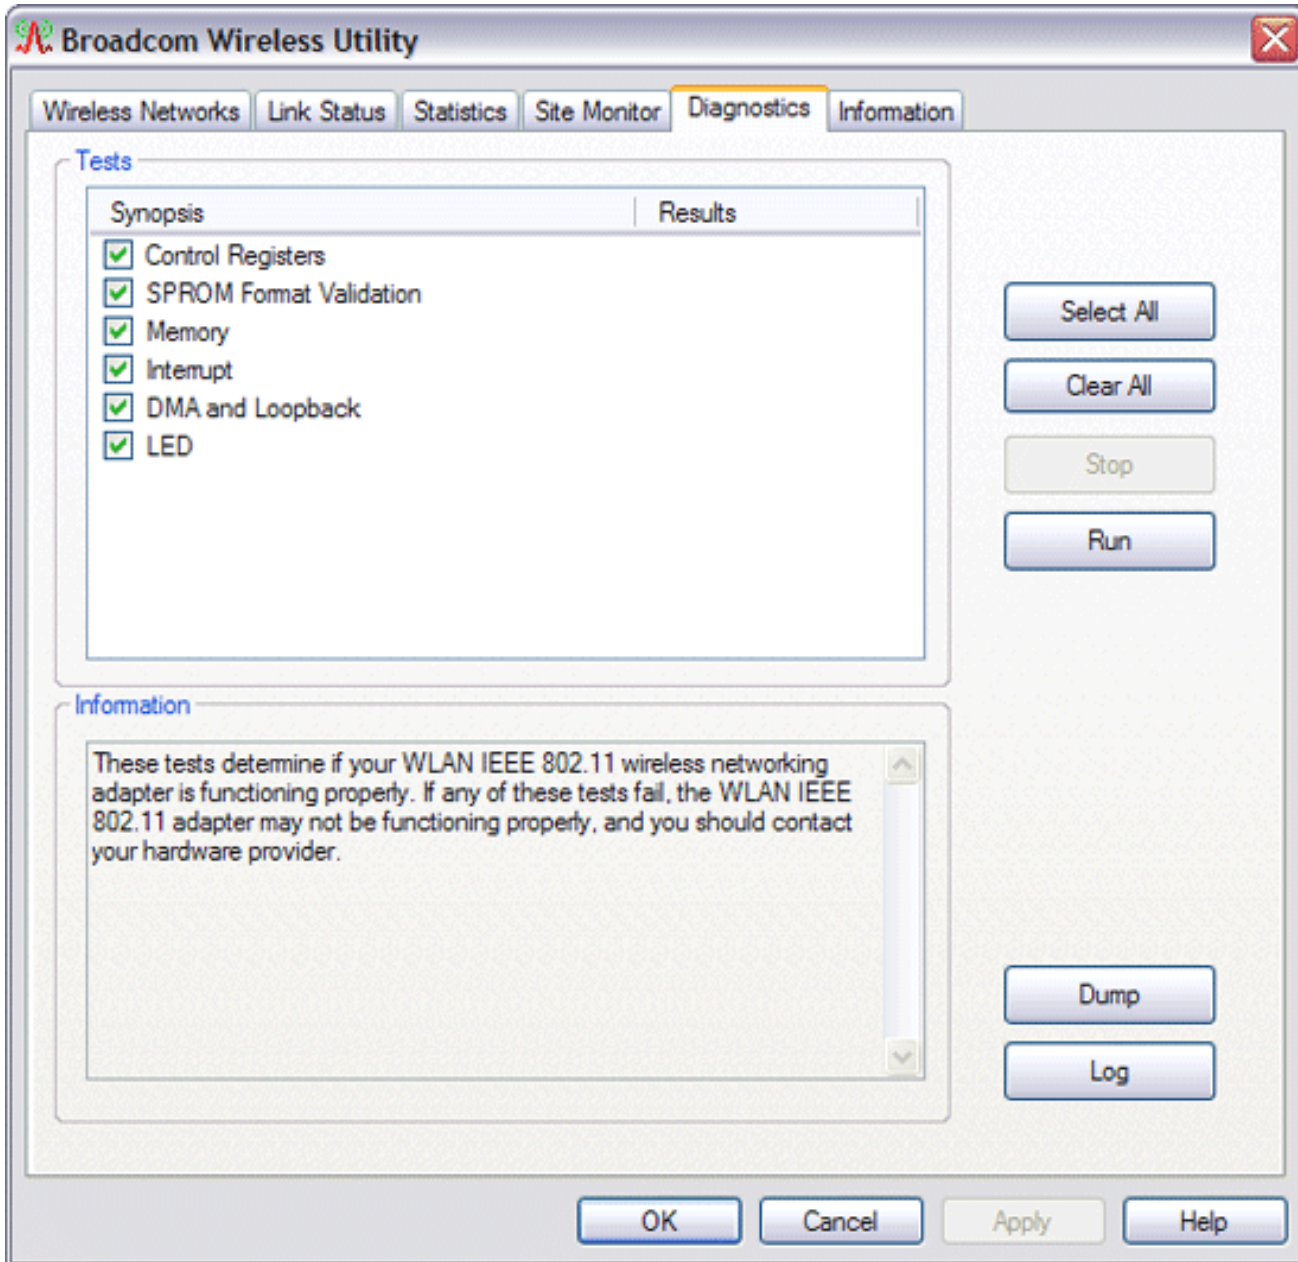 Broadcom Wireless Utility
Wireless Networks Link Status Statistics Site Monitor Diagnostics Information
Tests
Synopsis Results
Control Registers
SPROM Format Validation
Memory
Interrupt
DMA and Loopback
LED
Select All
Clear All
Stop
Run
Information
These tests determine if your WLAN IEEE 802.11 wireless networking
adapter is functioning properly. If any of these tests fail, the WLAN IEEE
802.11 adapter may not be functioning properly, and you should contact
your hardware provider.
Dump
Log
OK Cancel Apply Help